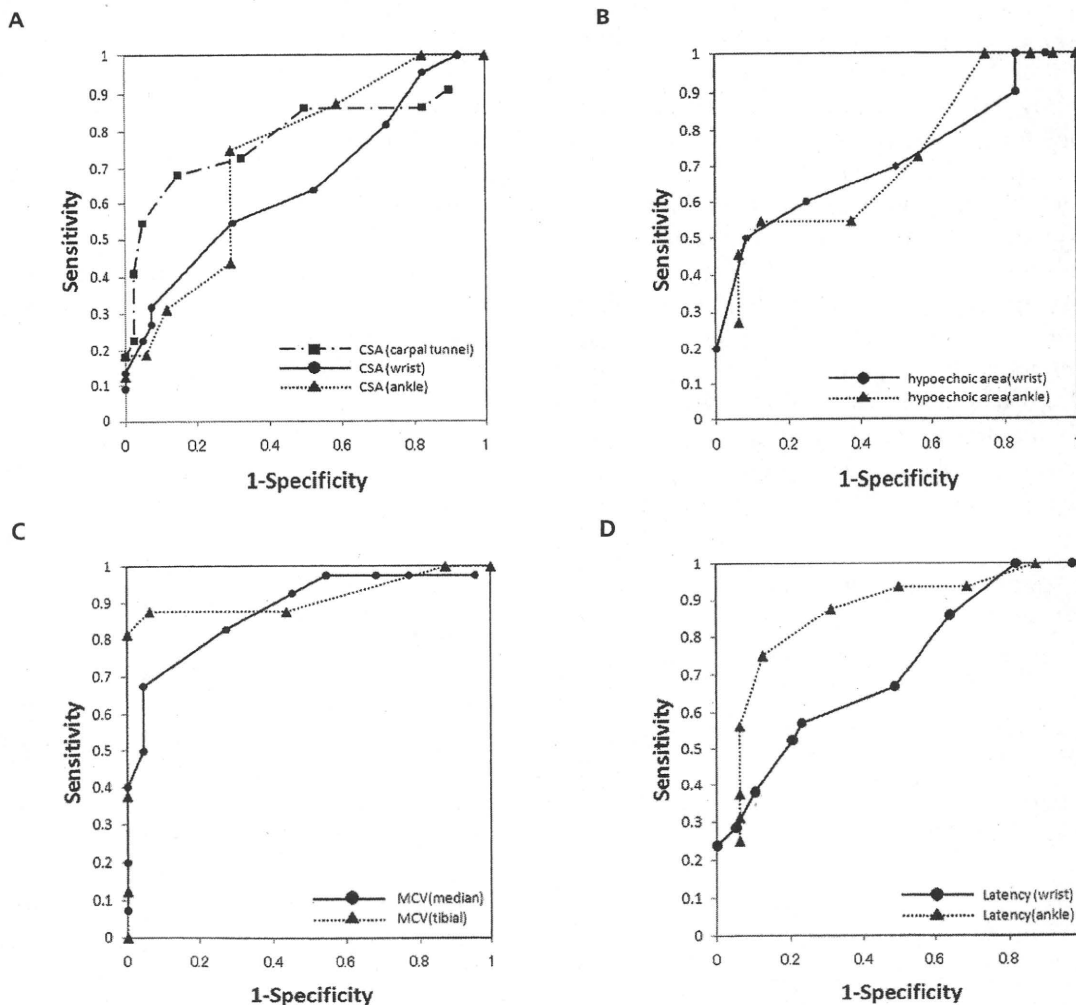 A
Sensitivity
1
0.9
0.8
0.7
0.6
0.5
0.4
0.3
0.2
0.1
0
CSA (carpal tunnel)
CSA (wrist)
CSA (ankle)
0 0.2 0.4 0.6 0.8 1
1-Specificity
B
Sensitivity
1
0.9
0.8
0.7
0.6
0.5
0.4
0.3
0.2
0.1
0
hypoechoic area(wrist)
hypoechoic area(ankle)
0 0.2 0.4 0.6 0.8 1
1-Specificity
C
Sensitivity
1
0.9
0.8
0.7
0.6
0.5
0.4
0.3
0.2
0.1
0
MCV(median)
MCV(tibial)
0 0.2 0.4 0.6 0.8 1
1-Specificity
D
Sensitivity
1
0.9
0.8
0.7
0.6
0.5
0.4
0.3
0.2
0.1
0
Latency (wrist)
Latency(ankle)
0 0.2 0.4 0.6 0.8
1-Specificity